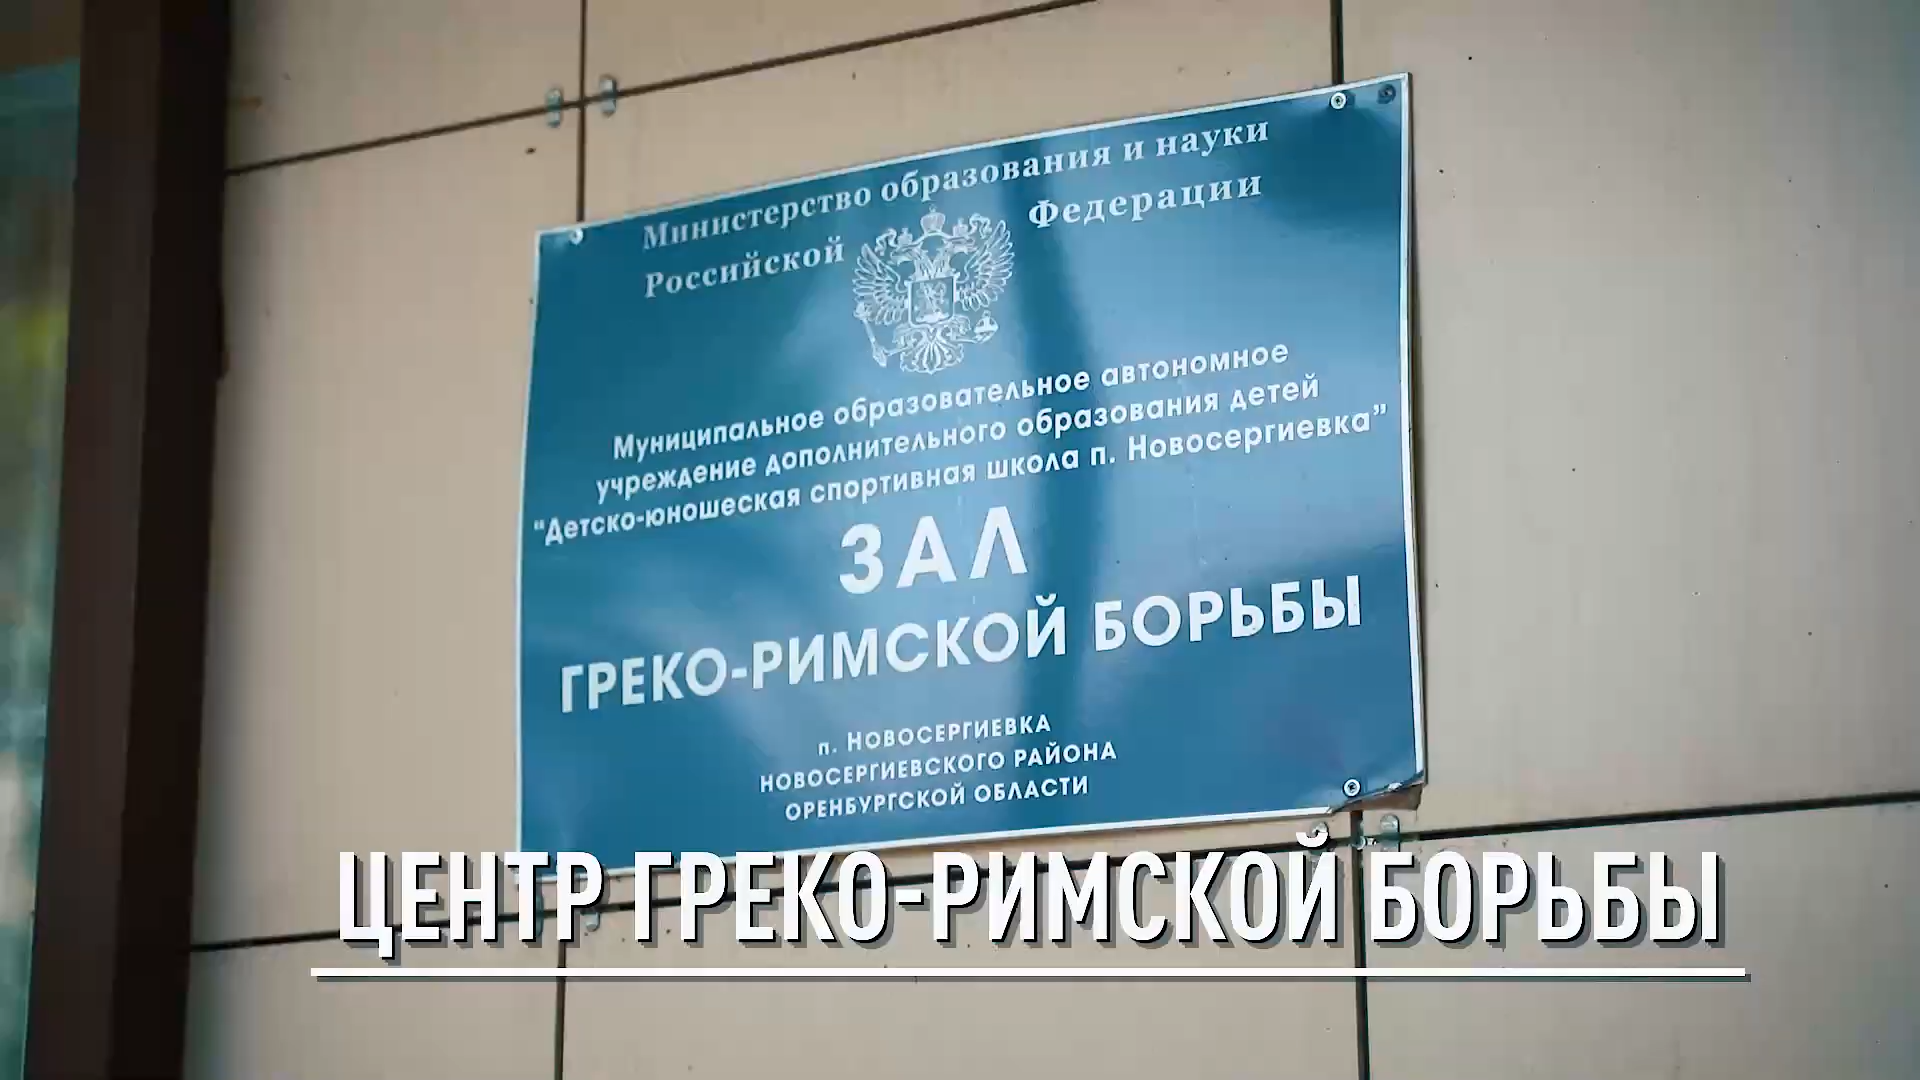 Министерство образования и науки
Российской Федерации
Муниципальное образовательное автономное
учреждение дополнительного образования детей
“Детско-юношеская спортивная школа п. Новосергиевка”
ЗАЛ
ГРЕКО-РИМСКОЙ БОРЬБЫ
п. НОВОСЕРГИЕВКА
НОВОСЕРГИЕВСКОГО РАЙОНА
ОРЕНБУРГСКОЙ ОБЛАСТИ
ЦЕНТР ГРЕКО-РИМСКОЙ БОРЬБЫ